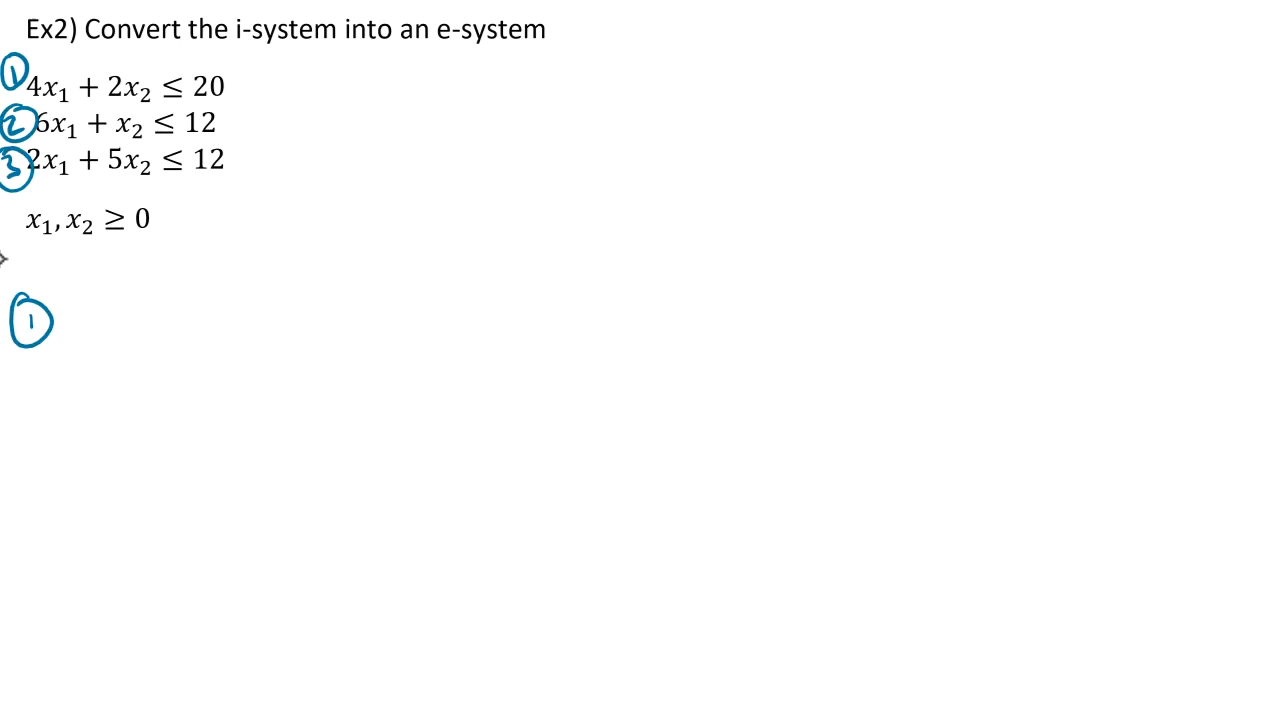 Ex2) Convert the i-system into an e-system
① 4x₁ + 2x₂ ≤ 20
② 6x₁ + x₂ ≤ 12
③ 2x₁ + 5x₂ ≤ 12
x₁, x₂ ≥ 0
①